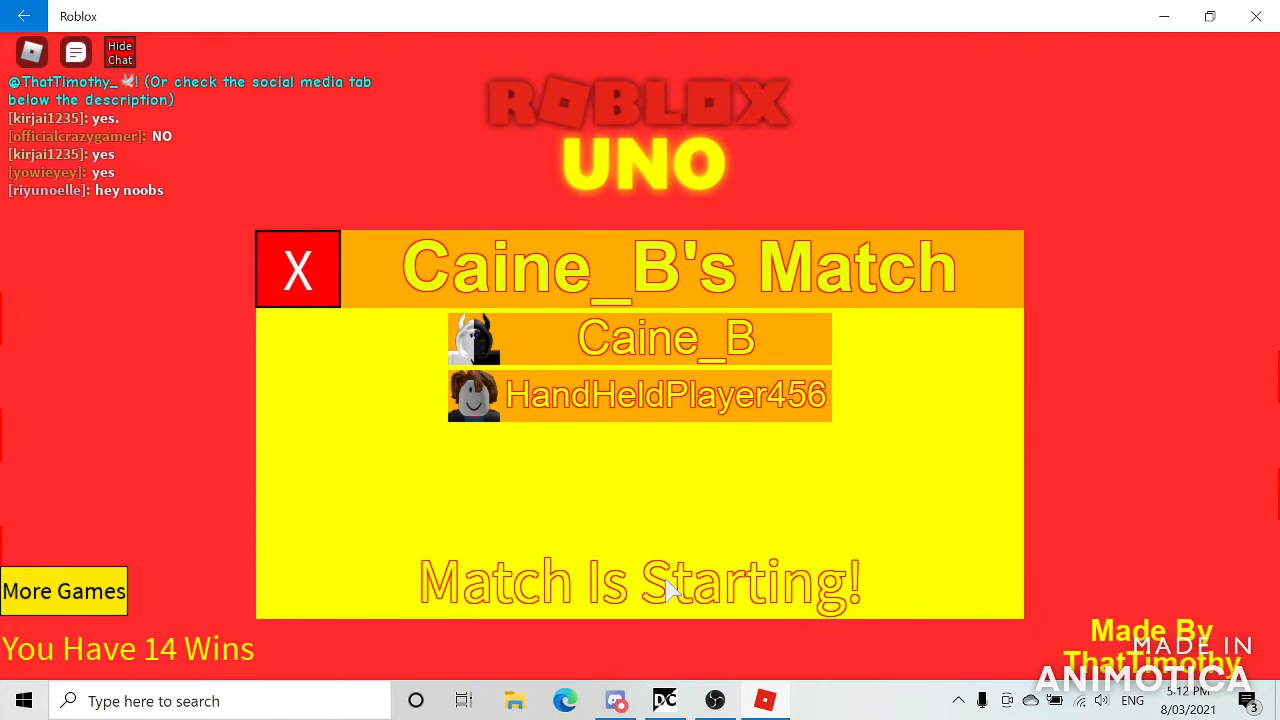 Roblox
Hide
Chat
@ThatTimothy_🕊! (Or check the social media tab
below the description)
[kirjai1235]: yes.
[officialcrazygamer]: NO
[kirjai1235]: yes
[yowieyey]: yes
[riyunoelle]: hey noobs
ROBLOX
UNO
X
Caine_B's Match
Caine_B
HandHeldPlayer456
Match Is Starting!
More Games
You Have 14 Wins
Made By
ThatTimothy
MADE IN
ANIMOTICA
Type here to search
DC
ENG
5:12 PM
8/03/2021
3